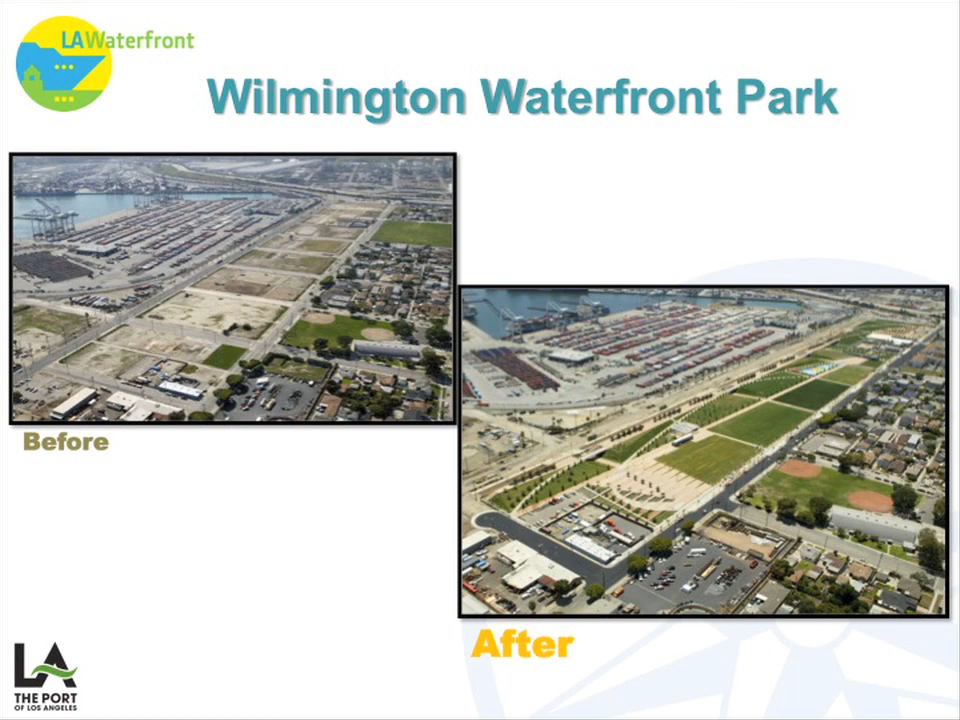 LAWaterfront
Wilmington Waterfront Park
Before
After
LA
THE PORT
OF LOS ANGELES